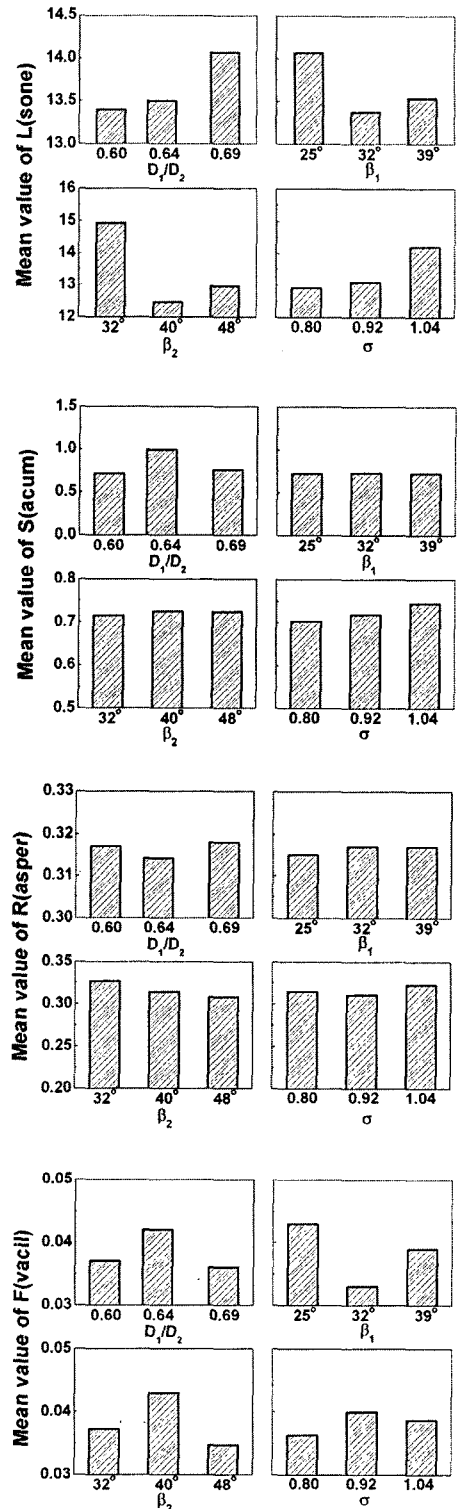 Mean value of L(sone)
14.5
14.0
13.5
13.0
0.60 0.64 0.69
D₁/D₂
25° 32° 39°
β₁
16
15
14
13
12
32° 40° 48°
β₂
0.80 0.92 1.04
σ
Mean value of S(acum)
1.5
1.0
0.5
0.0
0.60 0.64 0.69
D₁/D₂
25° 32° 39°
β₁
0.8
0.7
0.6
0.5
32° 40° 48°
β₂
0.80 0.92 1.04
σ
Mean value of R(asper)
0.33
0.32
0.31
0.30
0.60 0.64 0.69
D₁/D₂
25° 32° 39°
β₁
0.35
0.30
0.25
0.20
32° 40° 48°
β₂
0.80 0.92 1.04
σ
Mean value of F(vacil)
0.05
0.04
0.03
0.60 0.64 0.69
D₁/D₂
25° 32° 39°
β₁
0.05
0.04
0.03
32° 40° 48°
β₂
0.80 0.92 1.04
σ